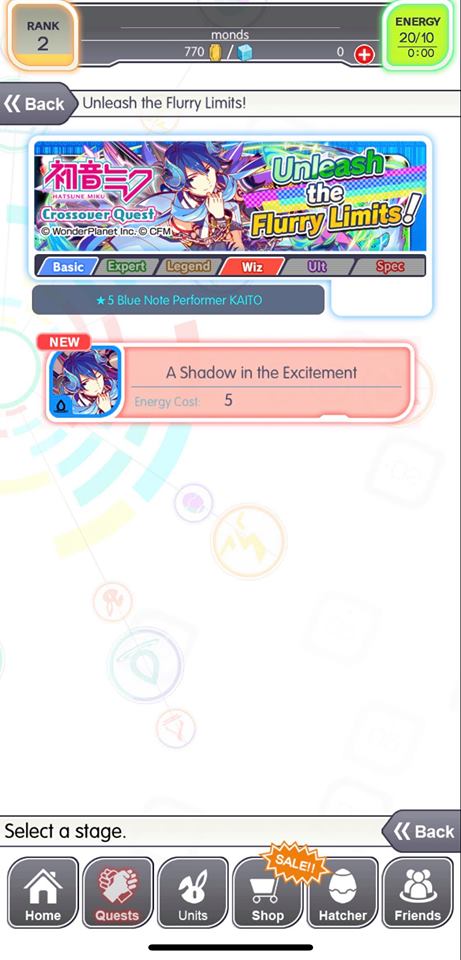 RANK
2
monds
770 / 0
ENERGY
20/10
0:00
Back
Unleash the Flurry Limits!
初音ミク
HATSUNE MIKU
Crossover Quest
© WonderPlanet Inc. © CFM
Unleash
the
Flurry Limits!
Basic Expert Legend Wiz Ult Spec
★5 Blue Note Performer KAITO
NEW
A Shadow in the Excitement
Energy Cost: 5
Select a stage.
Back
SALE!!
Home Quests Units Shop Hatcher Friends